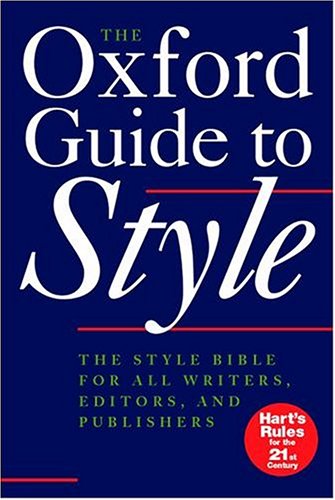 THE
Oxford
Guide to
Style
THE STYLE BIBLE
FOR ALL WRITERS,
EDITORS, AND
PUBLISHERS
Hart's
Rules
for the
21st
Century